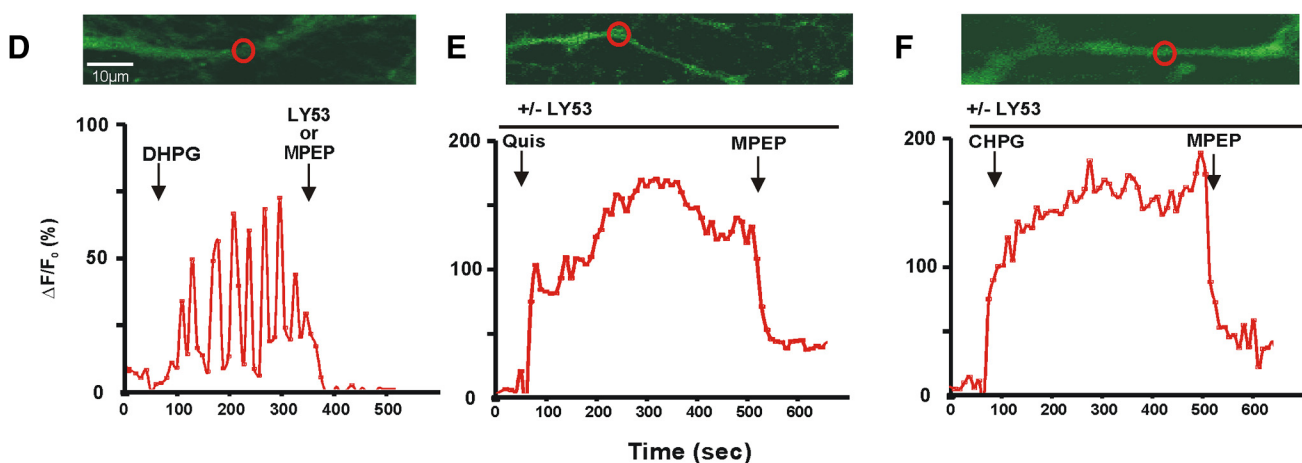 D
10µm
LY53
or
MPEP
DHPG
ΔF/F₀ (%)
100
50
0
0 100 200 300 400 500
E
+/- LY53
Quis
MPEP
200
100
0
0 100 200 300 400 500 600
Time (sec)
F
+/- LY53
CHPG
MPEP
200
150
100
50
0
0 100 200 300 400 500 600